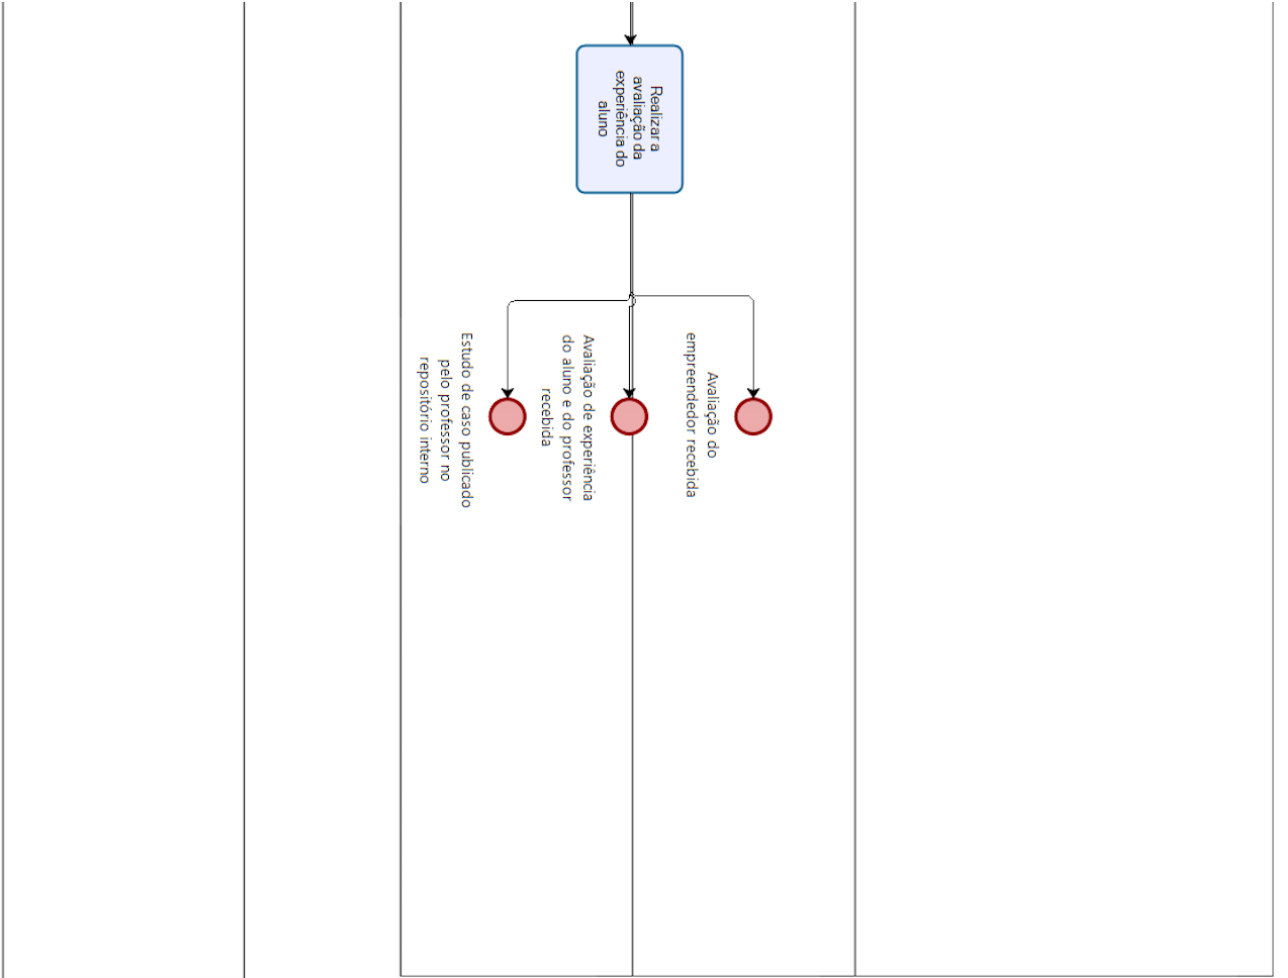 Realizar a
avaliação da
experiência do
aluno
Avaliação do
empreendedor recebida
Avaliação de experiência
do aluno e do professor
recebida
Estudo de caso publicado
pelo professor no
repositório interno